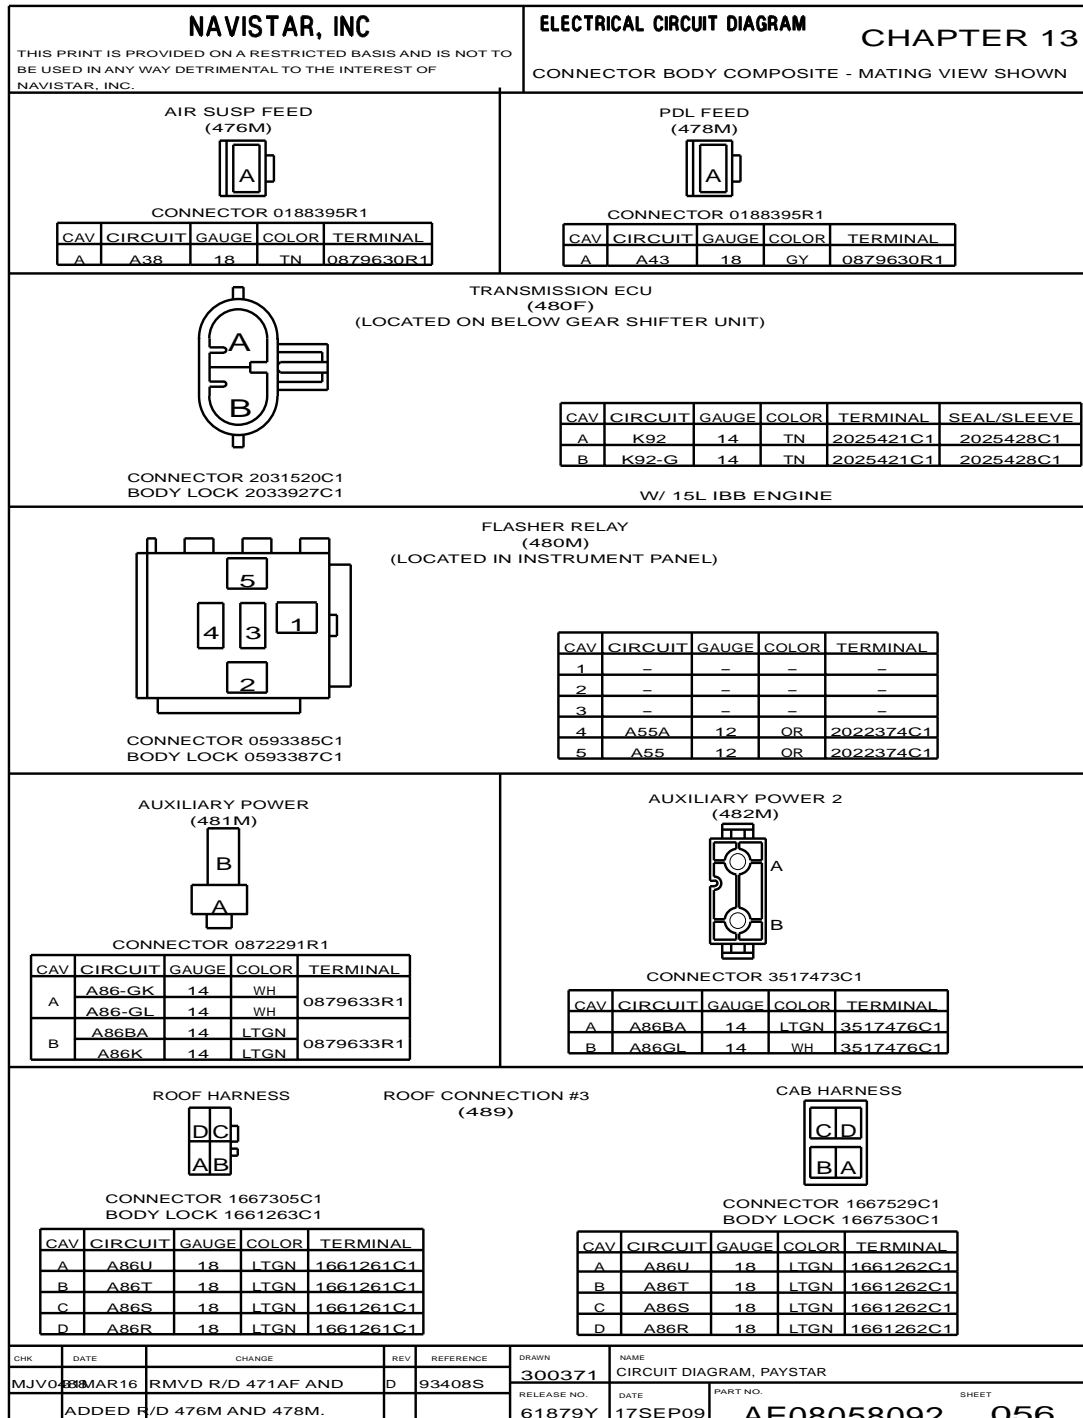 NAVISTAR, INC
THIS PRINT IS PROVIDED ON A RESTRICTED BASIS AND IS NOT TO
BE USED IN ANY WAY DETRIMENTAL TO THE INTEREST OF
NAVISTAR, INC.
ELECTRICAL CIRCUIT DIAGRAM
CHAPTER 13
CONNECTOR BODY COMPOSITE - MATING VIEW SHOWN
AIR SUSP FEED
(476M)
A
CONNECTOR 0188395R1
CAV CIRCUIT GAUGE COLOR TERMINAL
A A38 18 TN 0879630R1
PDL FEED
(478M)
A
CONNECTOR 0188395R1
CAV CIRCUIT GAUGE COLOR TERMINAL
A A43 18 GY 0879630R1
TRANSMISSION ECU
(480F)
(LOCATED ON BELOW GEAR SHIFTER UNIT)
A
B
CONNECTOR 2031520C1
BODY LOCK 2033927C1
CAV CIRCUIT GAUGE COLOR TERMINAL SEAL/SLEEVE
A K92 14 TN 2025421C1 2025428C1
B K92-G 14 TN 2025421C1 2025428C1
W/ 15L IBB ENGINE
FLASHER RELAY
(480M)
(LOCATED IN INSTRUMENT PANEL)
5
4 3 1
2
CONNECTOR 0593385C1
BODY LOCK 0593387C1
CAV CIRCUIT GAUGE COLOR TERMINAL
1 – – – –
2 – – – –
3 – – – –
4 A55A 12 OR 2022374C1
5 A55 12 OR 2022374C1
AUXILIARY POWER
(481M)
B
A
CONNECTOR 0872291R1
CAV CIRCUIT GAUGE COLOR TERMINAL
A A86-GK 14 WH 0879633R1
A86-GL 14 WH
B A86BA 14 LTGN 0879633R1
A86K 14 LTGN
AUXILIARY POWER 2
(482M)
A
B
CONNECTOR 3517473C1
CAV CIRCUIT GAUGE COLOR TERMINAL
A A86BA 14 LTGN 3517476C1
B A86GL 14 WH 3517476C1
ROOF CONNECTION #3
(489)
ROOF HARNESS
D C
A B
CONNECTOR 1667305C1
BODY LOCK 1661263C1
CAV CIRCUIT GAUGE COLOR TERMINAL
A A86U 18 LTGN 1661261C1
B A86T 18 LTGN 1661261C1
C A86S 18 LTGN 1661261C1
D A86R 18 LTGN 1661261C1
CAB HARNESS
C D
B A
CONNECTOR 1667529C1
BODY LOCK 1667530C1
CAV CIRCUIT GAUGE COLOR TERMINAL
A A86U 18 LTGN 1661262C1
B A86T 18 LTGN 1661262C1
C A86S 18 LTGN 1661262C1
D A86R 18 LTGN 1661262C1
CHK DATE CHANGE REV REFERENCE
RMVD R/D 471AF AND D 93408S
ADDED R/D 476M AND 478M.
DRAWN
300371
NAME
CIRCUIT DIAGRAM, PAYSTAR
RELEASE NO.
61879Y
DATE
17SEP09
PART NO.
AE08058092
SHEET
056